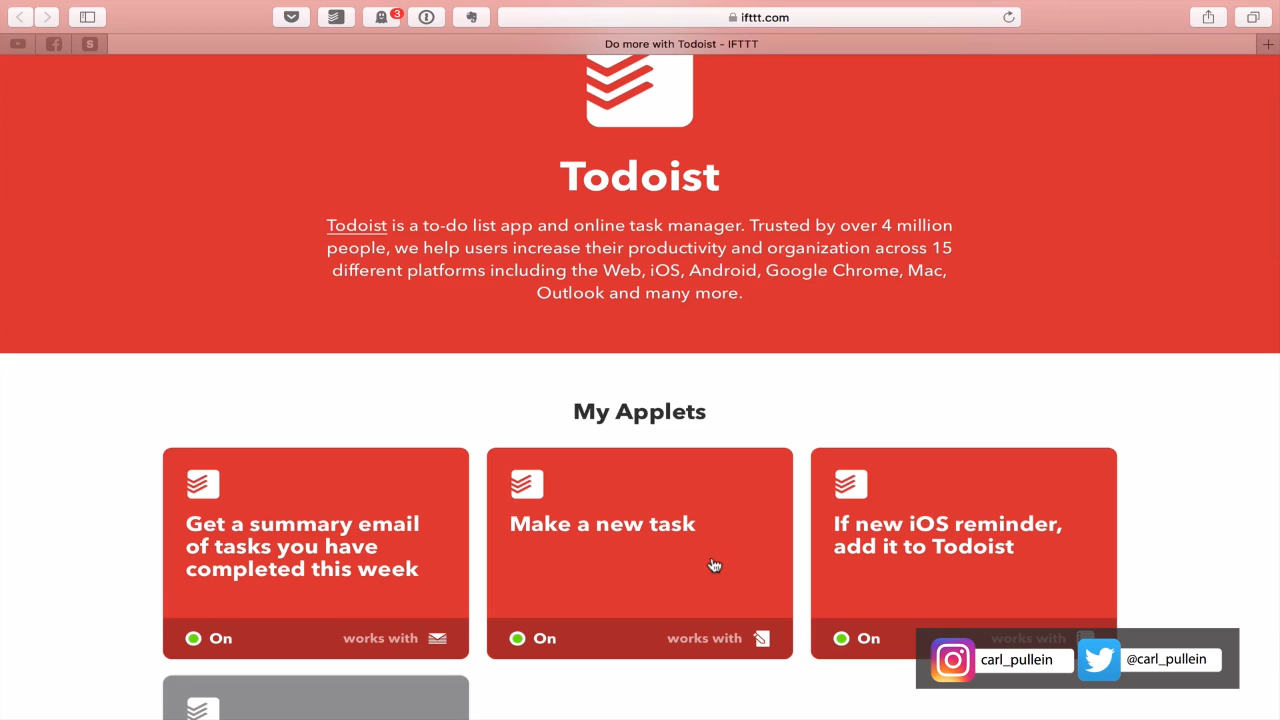 3
ifttt.com
S
Do more with Todoist – IFTTT
Todoist
Todoist is a to-do list app and online task manager. Trusted by over 4 million
people, we help users increase their productivity and organization across 15
different platforms including the Web, iOS, Android, Google Chrome, Mac,
Outlook and many more.
My Applets
Get a summary email
of tasks you have
completed this week
On
works with
Make a new task
On
works with
If new iOS reminder,
add it to Todoist
On
works with
carl_pullein
@carl_pullein